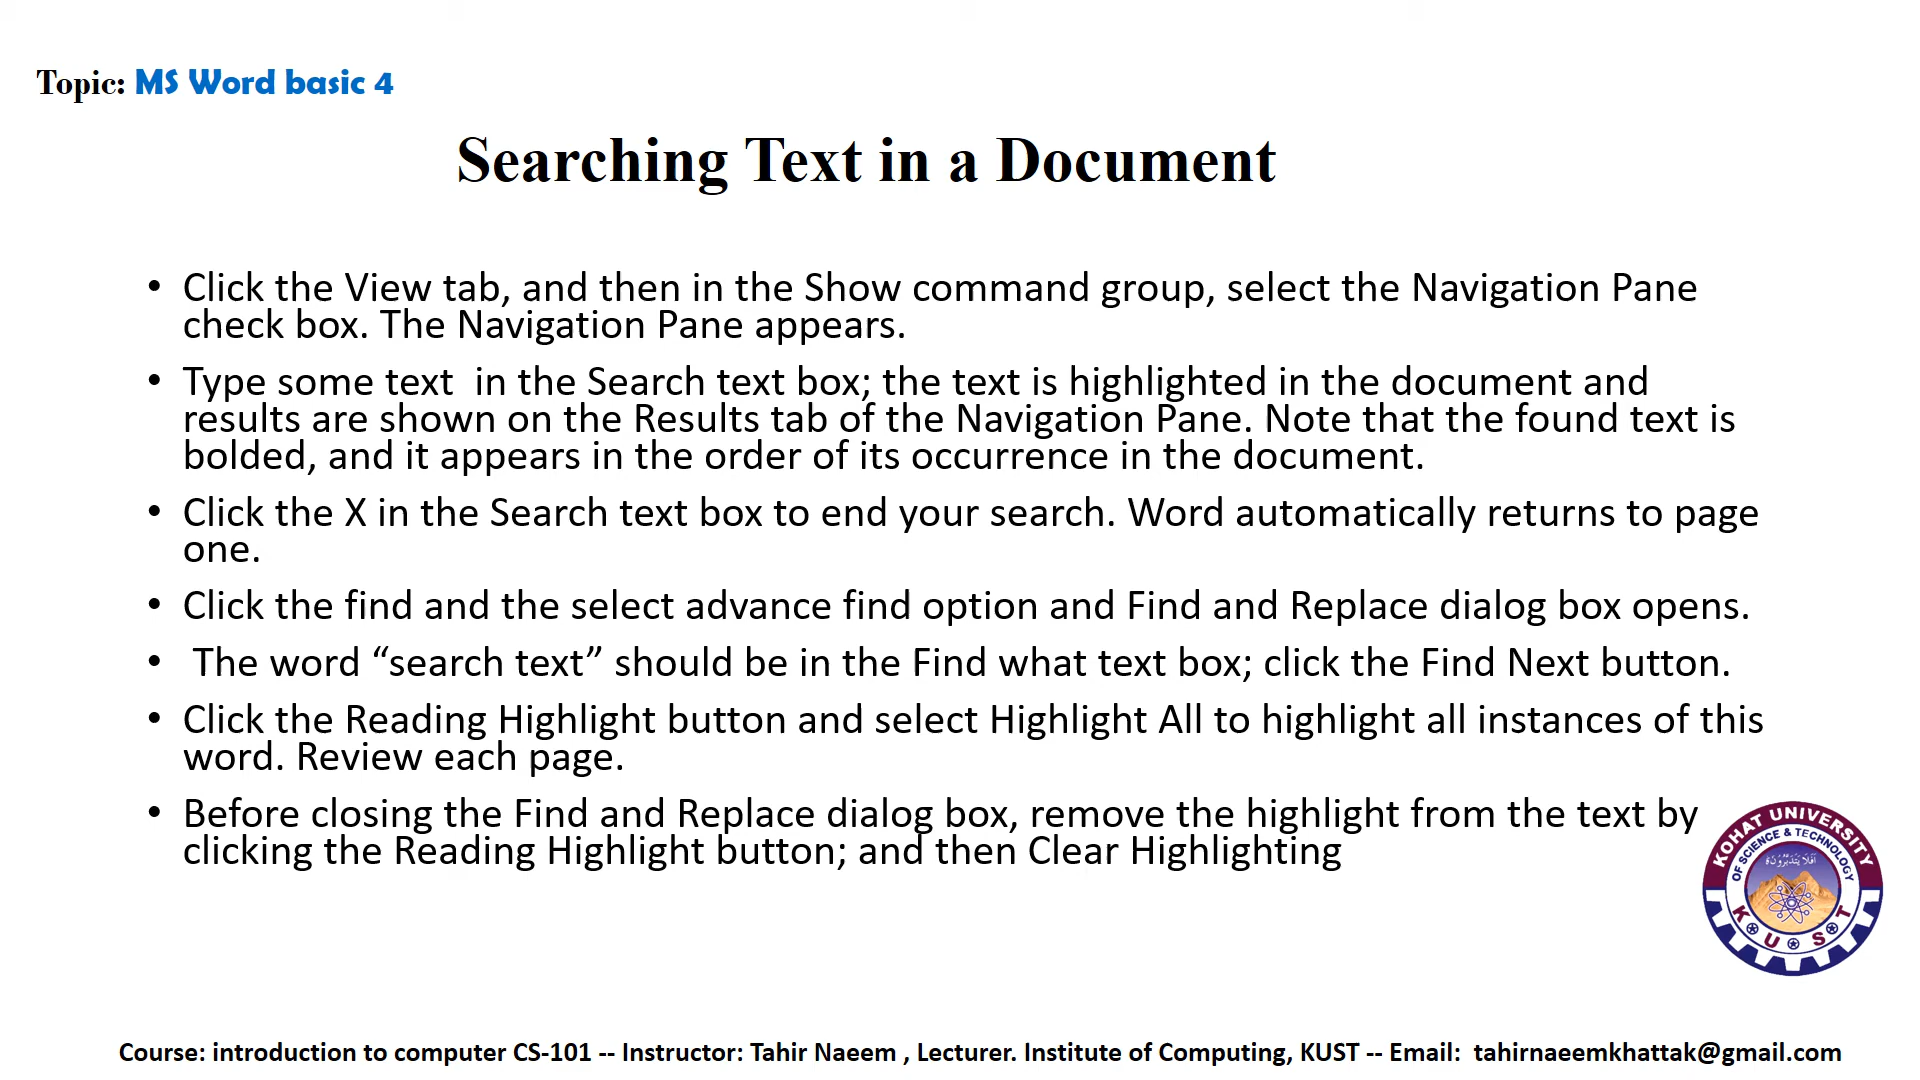 Topic: MS Word basic 4
Searching Text in a Document
• Click the View tab, and then in the Show command group, select the Navigation Pane
check box. The Navigation Pane appears.
• Type some text  in the Search text box; the text is highlighted in the document and
results are shown on the Results tab of the Navigation Pane. Note that the found text is
bolded, and it appears in the order of its occurrence in the document.
• Click the X in the Search text box to end your search. Word automatically returns to page
one.
• Click the find and the select advance find option and Find and Replace dialog box opens.
•  The word “search text” should be in the Find what text box; click the Find Next button.
• Click the Reading Highlight button and select Highlight All to highlight all instances of this
word. Review each page.
• Before closing the Find and Replace dialog box, remove the highlight from the text by
clicking the Reading Highlight button; and then Clear Highlighting
KOHAT UNIVERSITY
OF SCIENCE & TECHNOLOGY
أفلا يتدبرون
K U S T
Course: introduction to computer CS-101 -- Instructor: Tahir Naeem , Lecturer. Institute of Computing, KUST -- Email:  tahirnaeemkhattak@gmail.com